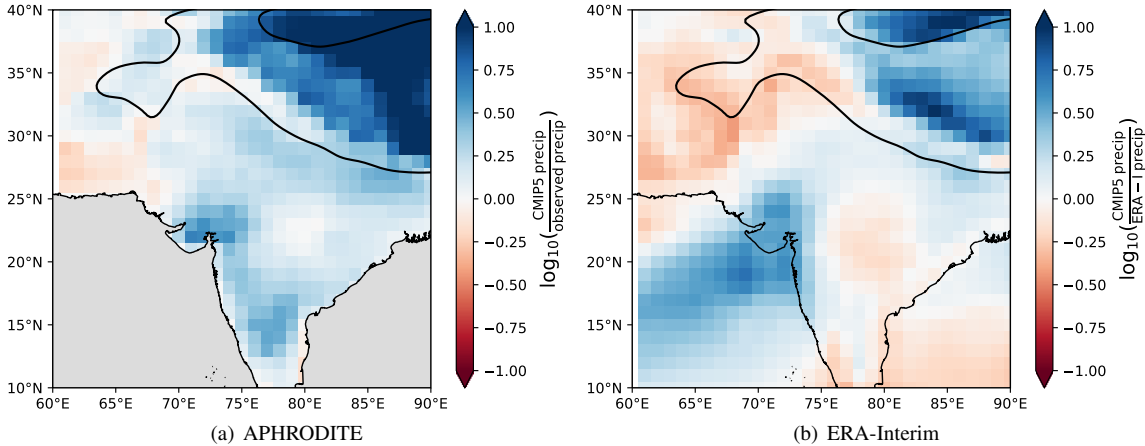 40°N
35°N
30°N
25°N
20°N
15°N
10°N
60°E 65°E 70°E 75°E 80°E 85°E 90°E
1.00
0.75
0.50
0.25
0.00
−0.25
−0.50
−0.75
−1.00
log10(CMIP5 precip / observed precip)
(a) APHRODITE
40°N
35°N
30°N
25°N
20°N
15°N
10°N
60°E 65°E 70°E 75°E 80°E 85°E 90°E
1.00
0.75
0.50
0.25
0.00
−0.25
−0.50
−0.75
−1.00
log10(CMIP5 precip / ERA − I precip)
(b) ERA-Interim